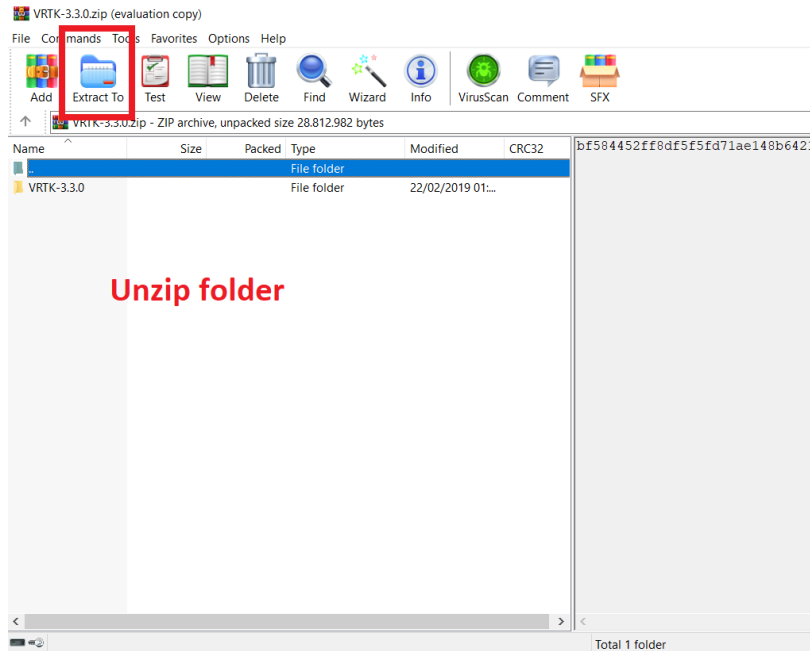 VRTK-3.3.0.zip (evaluation copy)
File Commands Tools Favorites Options Help
Add Extract To Test View Delete Find Wizard Info VirusScan Comment SFX
VRTK-3.3.0.zip - ZIP archive, unpacked size 28.812.982 bytes
Name Size Packed Type Modified CRC32
bf584452ff8df5f5fd71ae148b642
.. File folder
VRTK-3.3.0 File folder 22/02/2019 01:...
Unzip folder
Total 1 folder